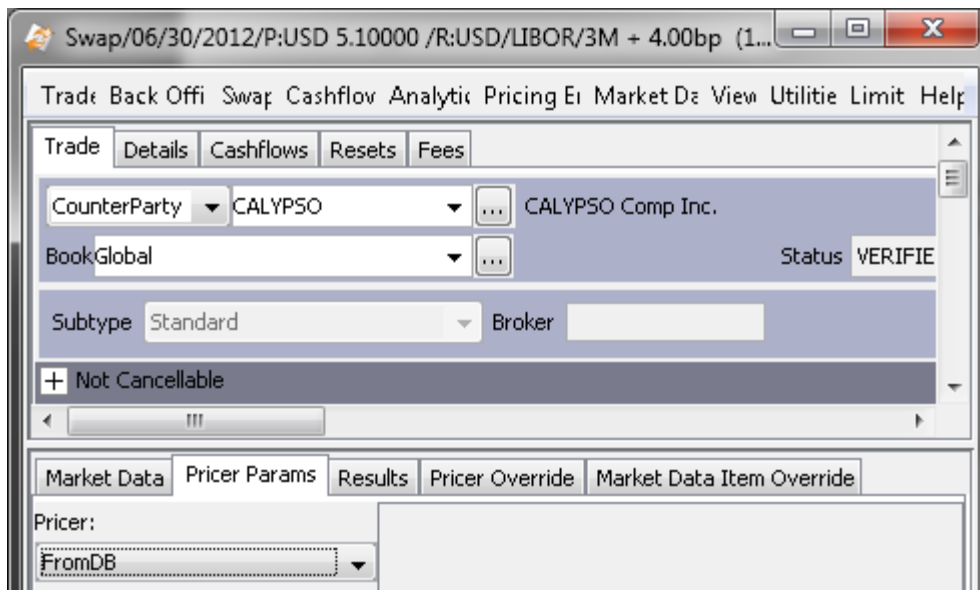 Swap/06/30/2012/P:USD 5.10000 /R:USD/LIBOR/3M + 4.00bp (1...
Trade Back Offi Swap Cashflov Analytic Pricing Ei Market Da View Utilitie Limit Help
Trade Details Cashflows Resets Fees
CounterParty CALYPSO ... CALYPSO Comp Inc.
Book Global ... Status VERIFIE
Subtype Standard Broker
+ Not Cancellable
Market Data Pricer Params Results Pricer Override Market Data Item Override
Pricer:
FromDB